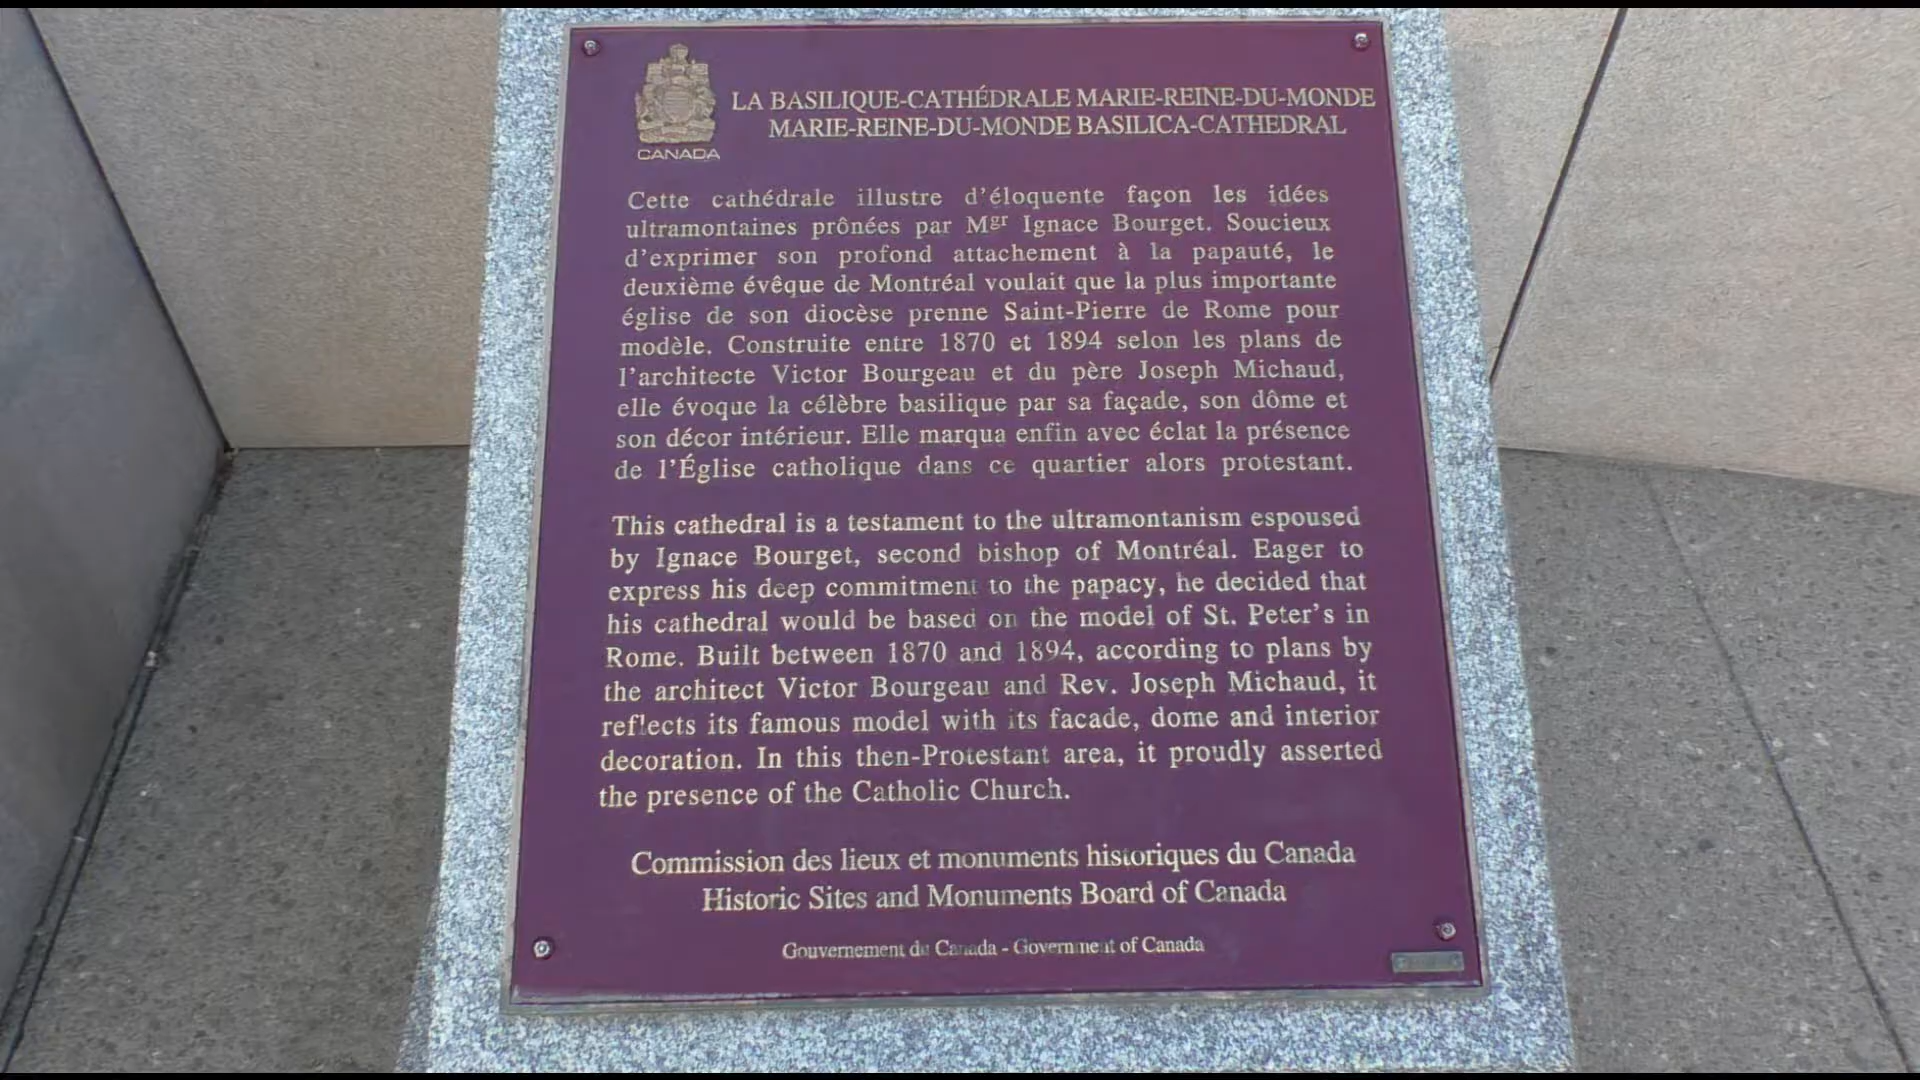 CANADA
LA BASILIQUE-CATHÉDRALE MARIE-REINE-DU-MONDE
MARIE-REINE-DU-MONDE BASILICA-CATHEDRAL
Cette cathédrale illustre d'éloquente façon les idées
ultramontaines prônées par Mgr Ignace Bourget. Soucieux
d'exprimer son profond attachement à la papauté, le
deuxième évêque de Montréal voulait que la plus importante
église de son diocèse prenne Saint-Pierre de Rome pour
modèle. Construite entre 1870 et 1894 selon les plans de
l'architecte Victor Bourgeau et du père Joseph Michaud,
elle évoque la célèbre basilique par sa façade, son dôme et
son décor intérieur. Elle marqua enfin avec éclat la présence
de l'Église catholique dans ce quartier alors protestant.
This cathedral is a testament to the ultramontanism espoused
by Ignace Bourget, second bishop of Montréal. Eager to
express his deep commitment to the papacy, he decided that
his cathedral would be based on the model of St. Peter's in
Rome. Built between 1870 and 1894, according to plans by
the architect Victor Bourgeau and Rev. Joseph Michaud, it
reflects its famous model with its facade, dome and interior
decoration. In this then-Protestant area, it proudly asserted
the presence of the Catholic Church.
Commission des lieux et monuments historiques du Canada
Historic Sites and Monuments Board of Canada
Gouvernement du Canada - Government of Canada